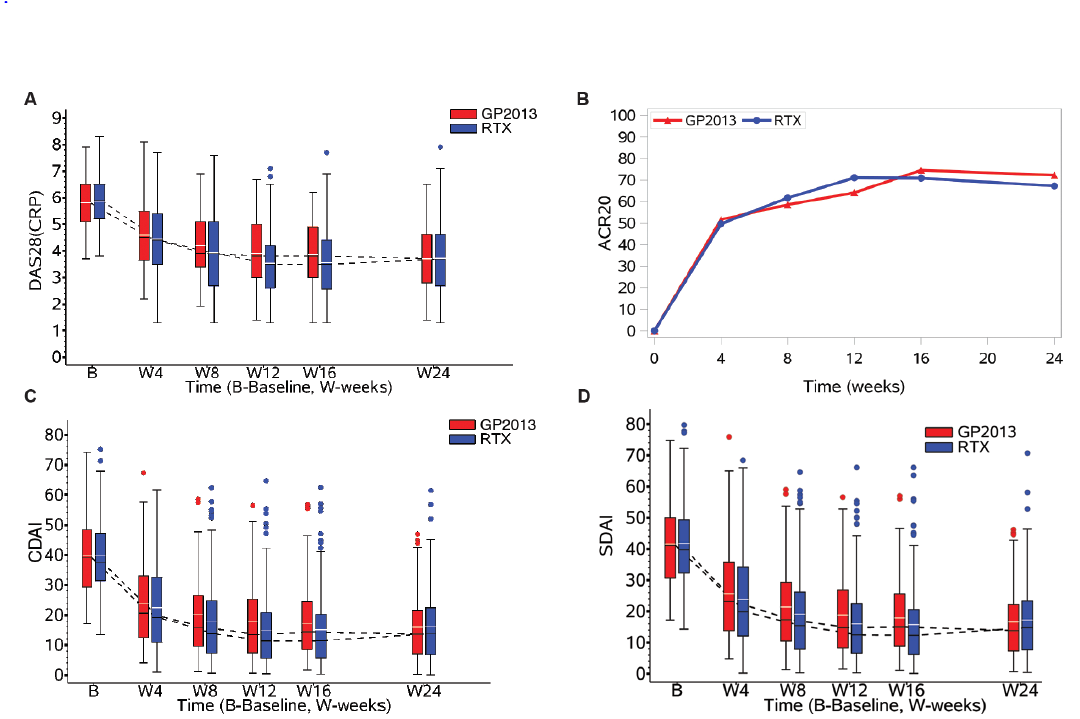 A
GP2013
RTX
9
8
7
6
5
4
3
2
1
0
DAS28(CRP)
B W4 W8 W12 W16 W24
Time (B-Baseline, W-weeks)
B
GP2013 RTX
100
90
80
70
60
50
40
30
20
10
0
ACR20
0 4 8 12 16 20 24
Time (weeks)
C
GP2013
RTX
80
70
60
50
40
30
20
10
0
CDAI
B W4 W8 W12 W16 W24
Time (B-Baseline, W-weeks)
D
GP2013
RTX
80
70
60
50
40
30
20
10
0
SDAI
B W4 W8 W12 W16 W24
Time (B-Baseline, W-weeks)